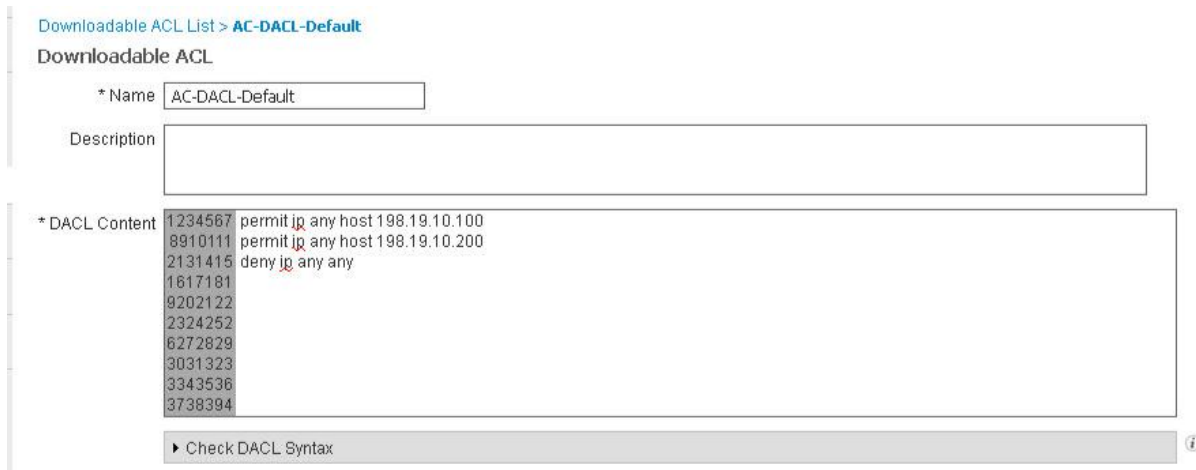 Downloadable ACL List > AC-DACL-Default
Downloadable ACL
* Name AC-DACL-Default
Description
* DACL Content 1234567 permit ip any host 198.19.10.100
8910111 permit ip any host 198.19.10.200
2131415 deny ip any any
1617181
9202122
2324252
6272829
3031323
3343536
3738394
Check DACL Syntax
i